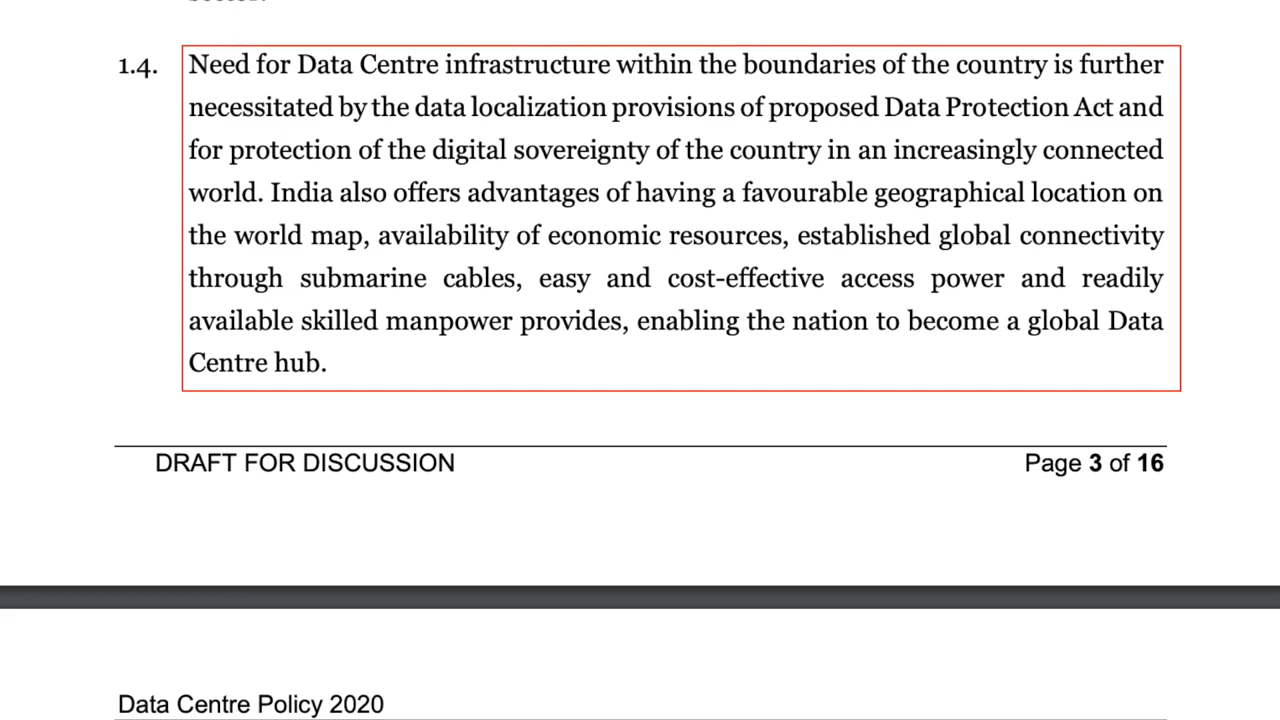 1.4. Need for Data Centre infrastructure within the boundaries of the country is further
necessitated by the data localization provisions of proposed Data Protection Act and
for protection of the digital sovereignty of the country in an increasingly connected
world. India also offers advantages of having a favourable geographical location on
the world map, availability of economic resources, established global connectivity
through submarine cables, easy and cost-effective access power and readily
available skilled manpower provides, enabling the nation to become a global Data
Centre hub.
DRAFT FOR DISCUSSION Page 3 of 16
Data Centre Policy 2020